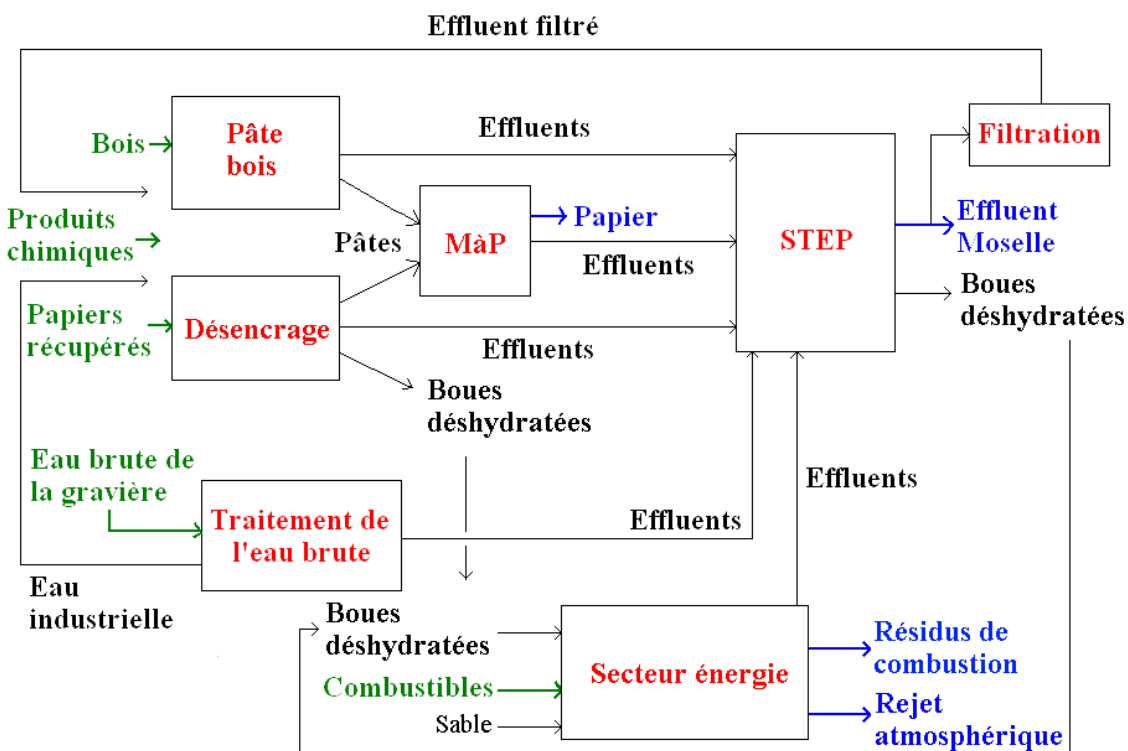 Effluent filtré
Bois
Pâte
bois
Effluents
Filtration
Produits
chimiques
Pâtes
MàP
Papier
Effluents
STEP
Effluent
Moselle
Papiers
récupérés
Désencrage
Effluents
Boues
déshydratées
Boues
déshydratées
Eau brute de
la gravière
Traitement de
l'eau brute
Effluents
Effluents
Eau
industrielle
Boues
déshydratées
Combustibles
Sable
Secteur énergie
Résidus de
combustion
Rejet
atmosphérique